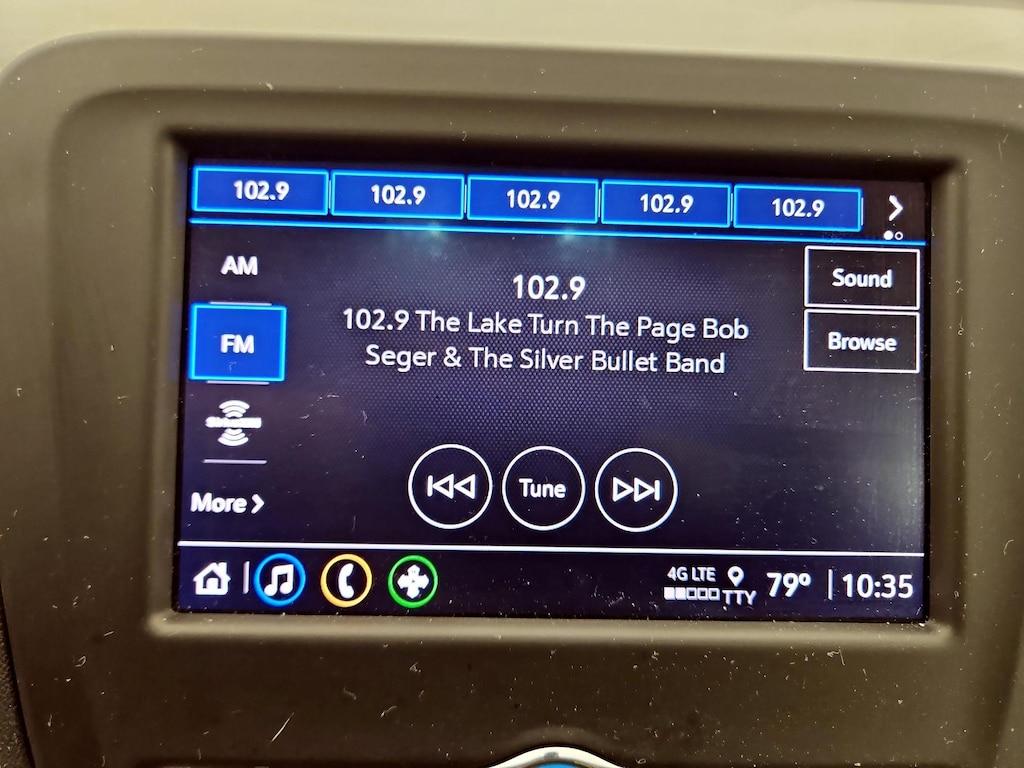 102.9 102.9 102.9 102.9 102.9
AM
102.9
Sound
102.9 The Lake Turn The Page Bob
Seger & The Silver Bullet Band
FM
Browse
Tune
More
4G LTE
TTY
79°
10:35